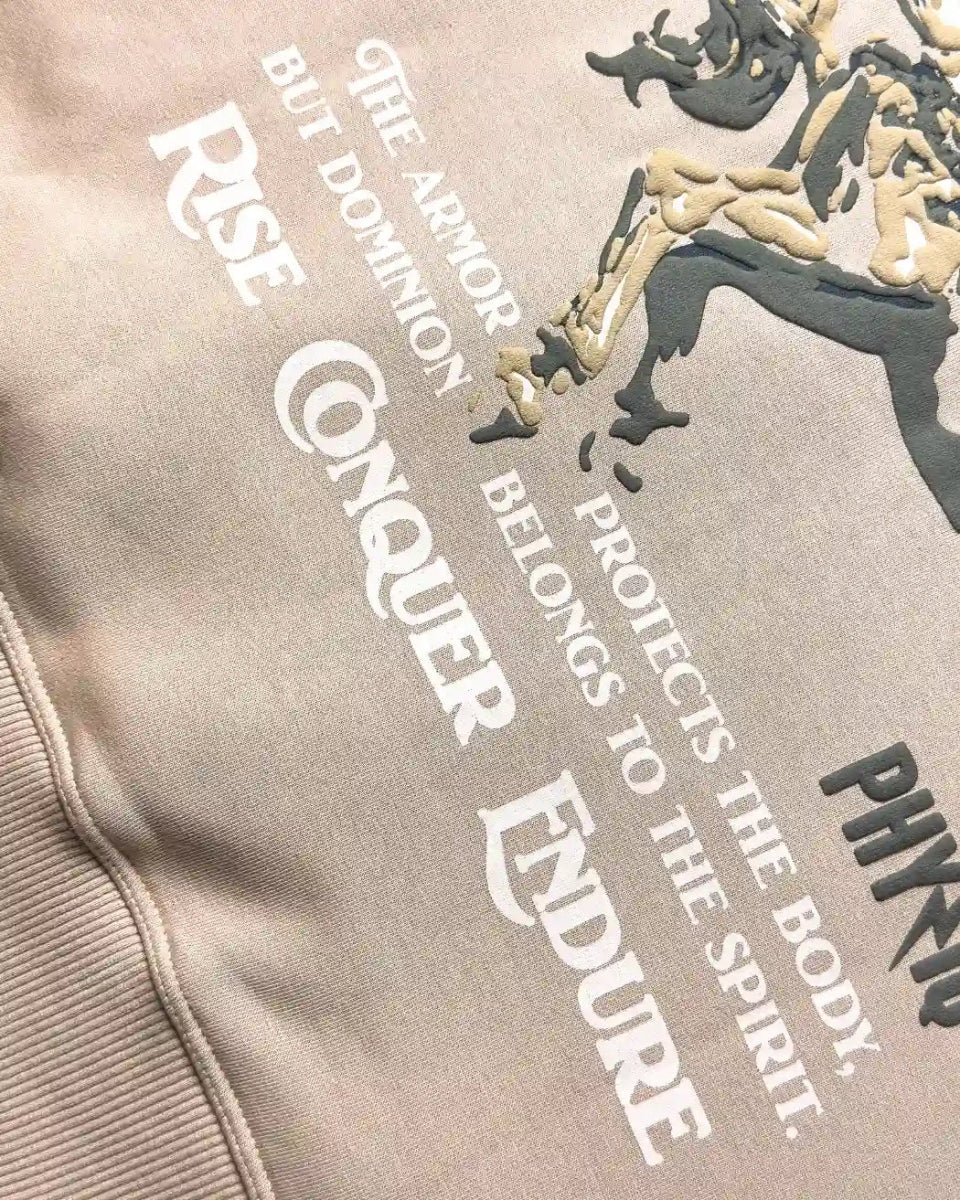 The ARMOR PROTECTS THE BODY,
BUT DOMINION BELONGS TO THE SPIRIT.
RISE CONQUER ENDURE